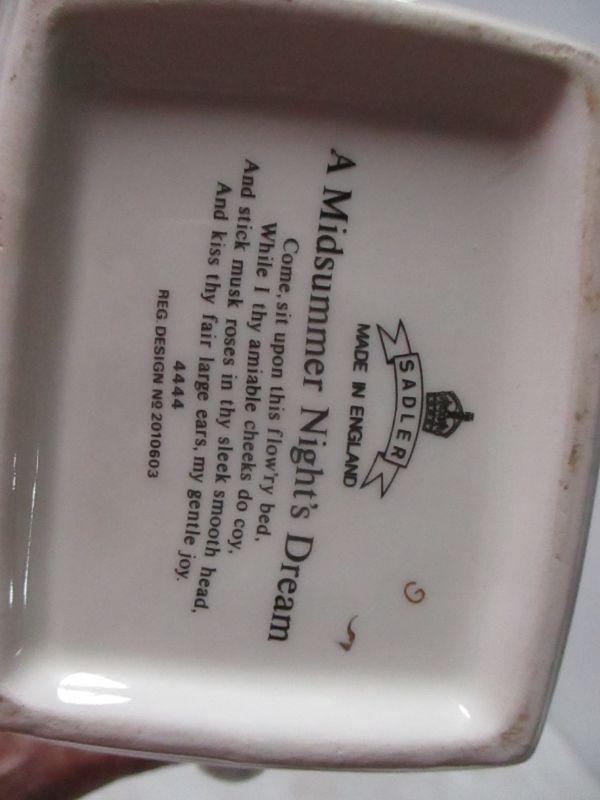 SADLER
MADE IN ENGLAND
A Midsummer Night's Dream
Come, sit upon this flow'ry bed,
While I thy amiable cheeks do coy,
And stick musk roses in thy sleek smooth head,
And kiss thy fair large ears, my gentle joy.
4444
REG. DESIGN Nº 2010603